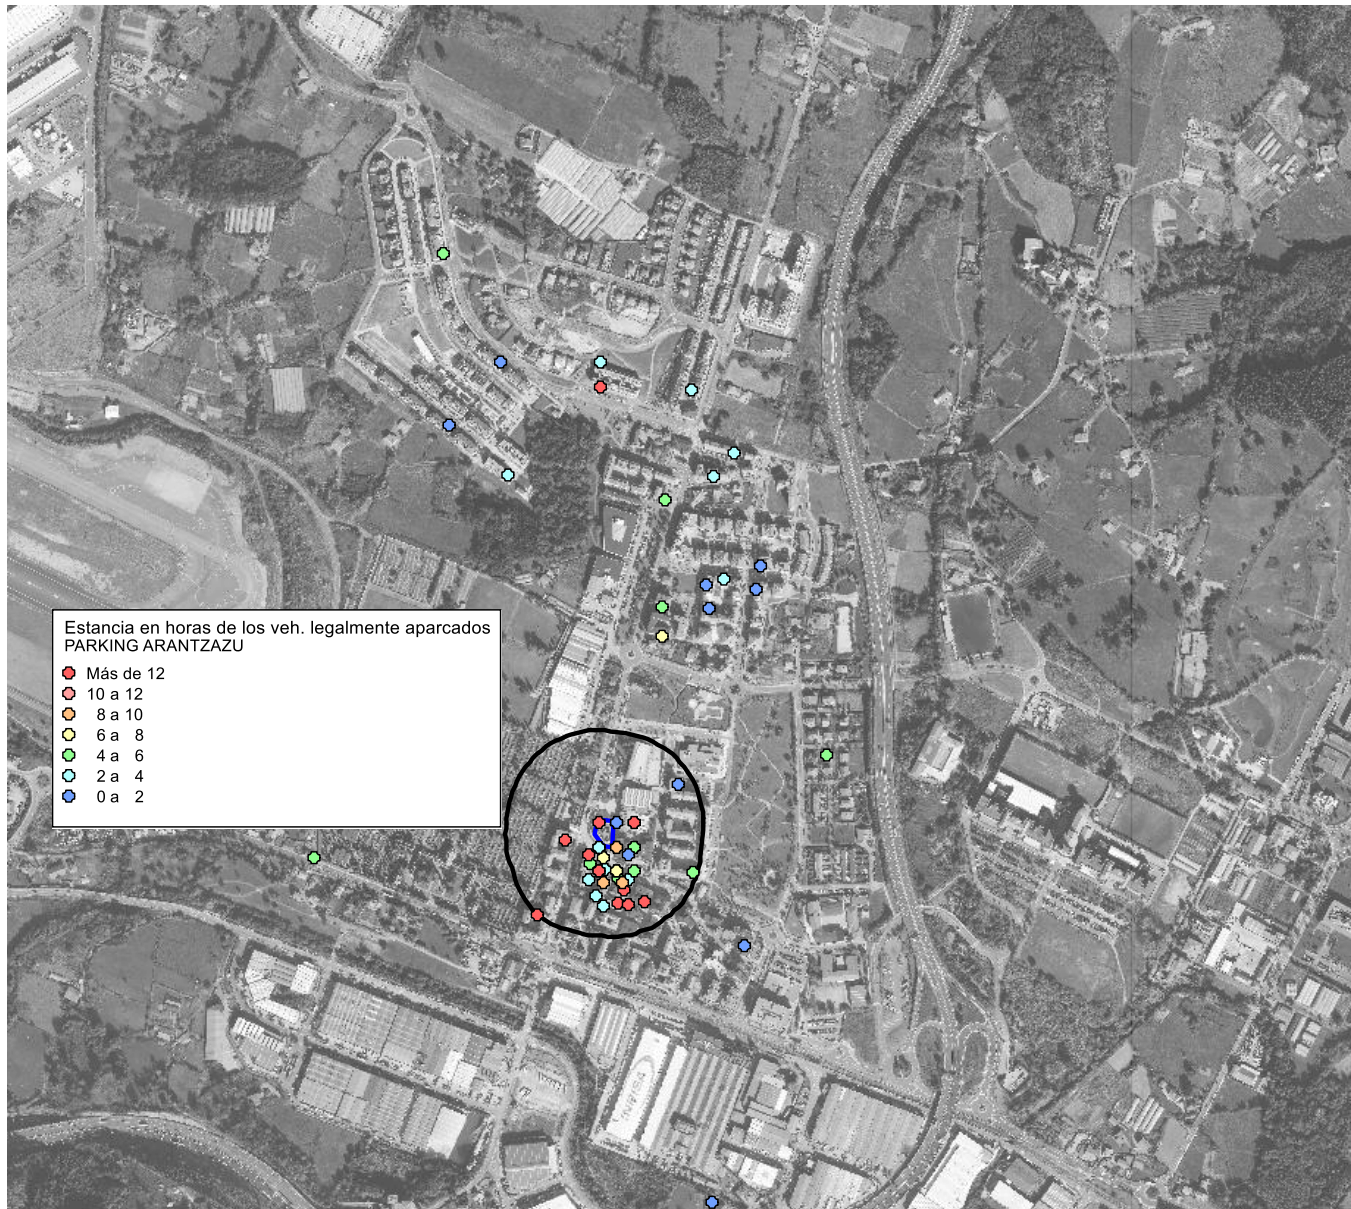 Estancia en horas de los veh. legalmente aparcados
PARKING ARANTZAZU
Más de 12
10 a 12
8 a 10
6 a 8
4 a 6
2 a 4
0 a 2